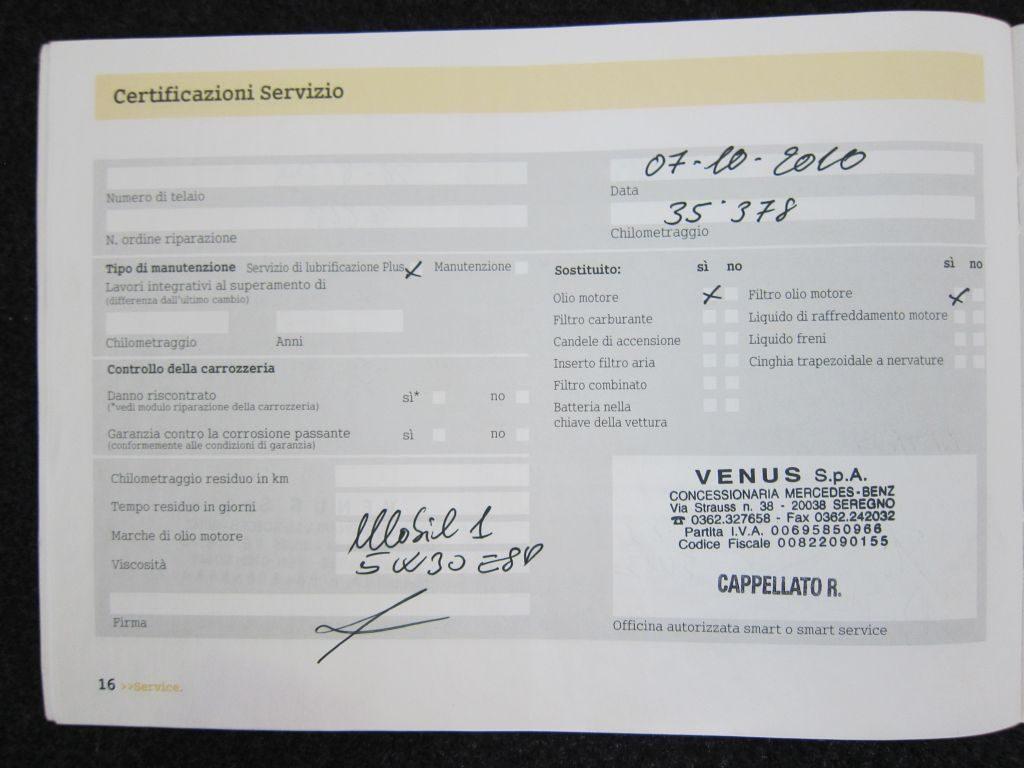 Certificazioni Servizio
07-10-2010
Numero di telaio
Data
35˙378
N. ordine riparazione
Chilometraggio
Tipo di manutenzione Servizio di lubrificazione Plus Manutenzione
Lavori integrativi al superamento di
(differenza dall'ultimo cambio)
Chilometraggio Anni
Controllo della carrozzeria
Danno riscontrato sì* no
(*vedi modulo riparazione della carrozzeria)
Garanzia contro la corrosione passante sì no
(conformemente alle condizioni di garanzia)
Sostituito: sì no sì no
Olio motore Filtro olio motore
Filtro carburante Liquido di raffreddamento motore
Candele di accensione Liquido freni
Inserto filtro aria Cinghia trapezoidale a nervature
Filtro combinato
Batteria nella
chiave della vettura
Chilometraggio residuo in km
Tempo residuo in giorni
Marche di olio motore Mobil 1
Viscosità 5W30
Firma
VENUS S.p.A.
CONCESSIONARIA MERCEDES-BENZ
Via Strauss n. 38 - 20038 SEREGNO
☎ 0362.327658 - Fax 0362.242032
Partita I.V.A. 00695850966
Codice Fiscale 00822090155
CAPPELLATO R.
Officina autorizzata smart o smart service
16 >>Service.